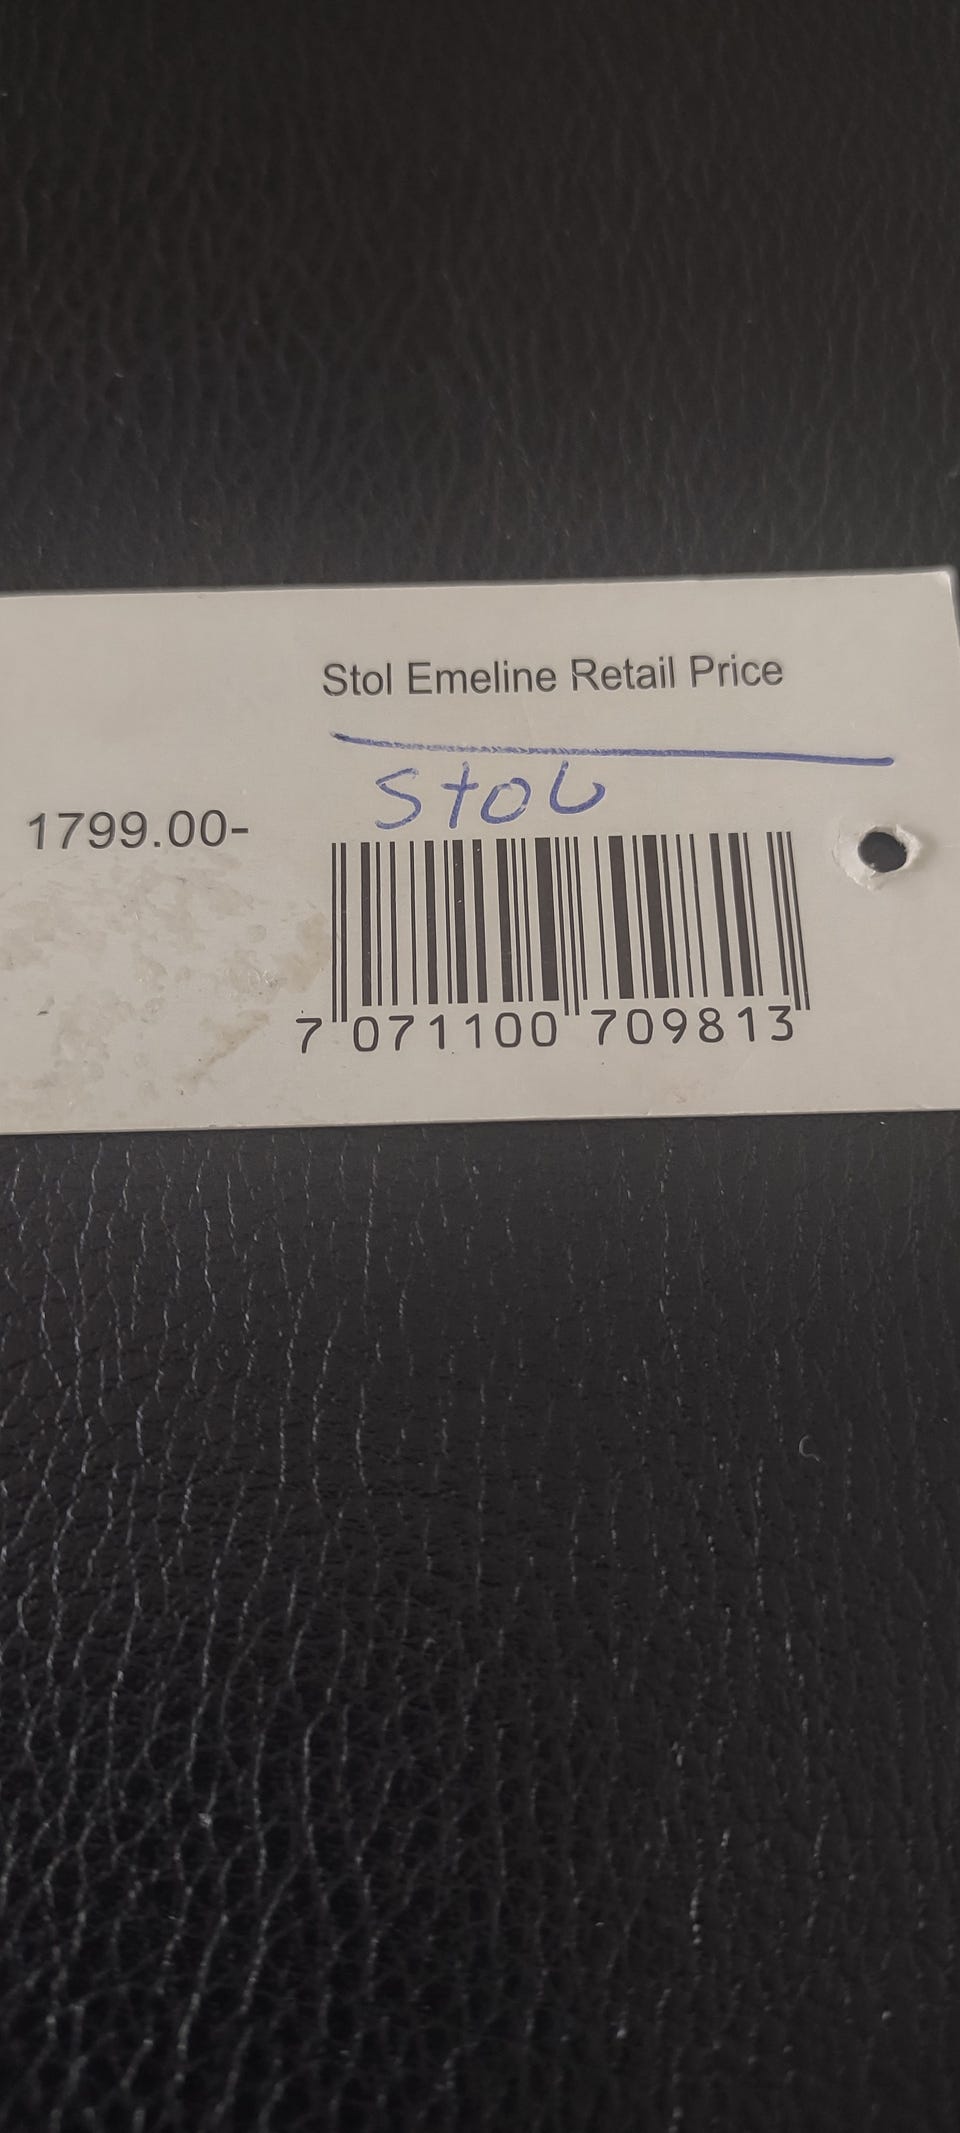 Stol Emeline Retail Price
Stol
1799.00-
7 071100 709813